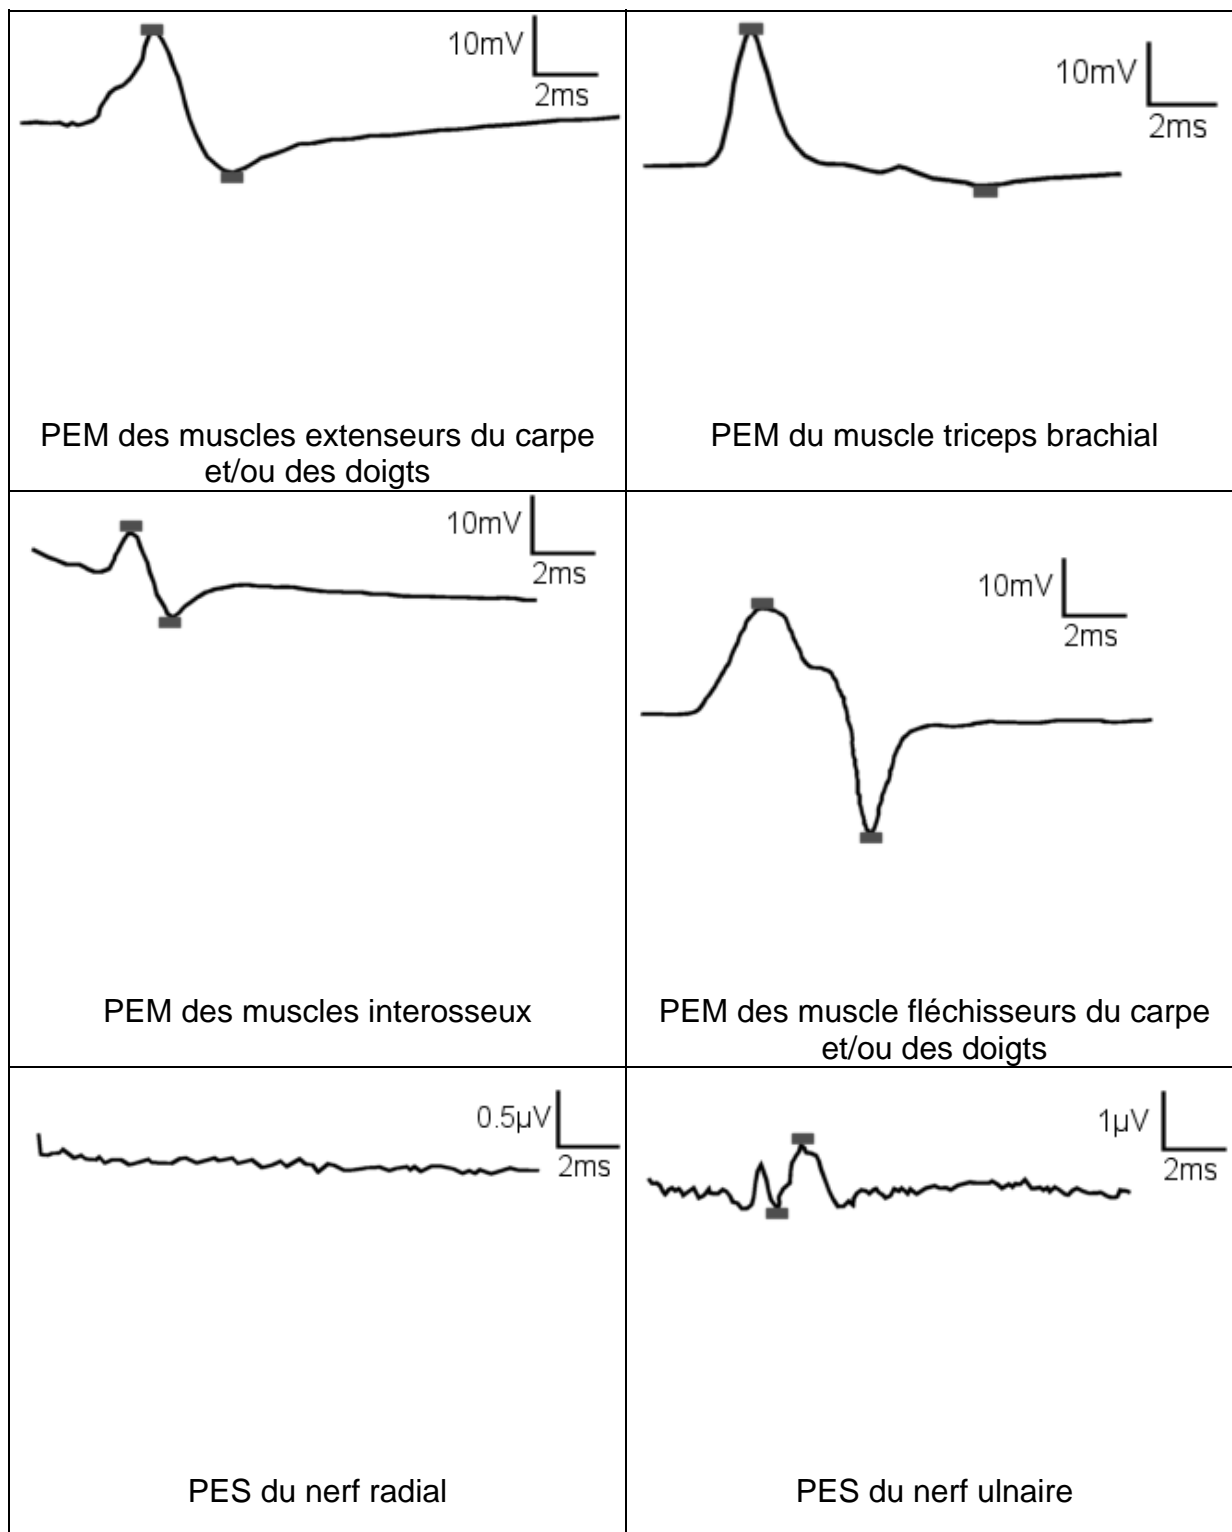 10mV
2ms
PEM des muscles extenseurs du carpe
et/ou des doigts
10mV
2ms
PEM du muscle triceps brachial
10mV
2ms
PEM des muscles interosseux
10mV
2ms
PEM des muscle fléchisseurs du carpe
et/ou des doigts
0.5µV
2ms
PES du nerf radial
1µV
2ms
PES du nerf ulnaire